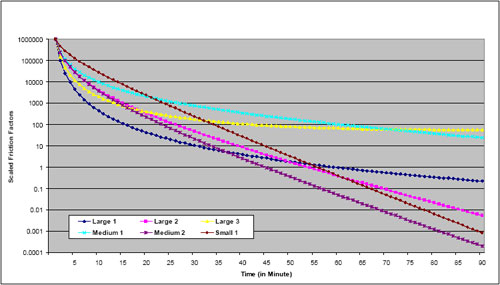 1000000
100000
10000
1000
100
10
1
0.1
0.01
0.001
0.0001
Scaled Friction Factors
5 10 15 20 25 30 35 40 45 50 55 60 65 70 75 80 85 90
Time (in Minute)
Large 1 Large 2 Large 3
Medium 1 Medium 2 Small 1